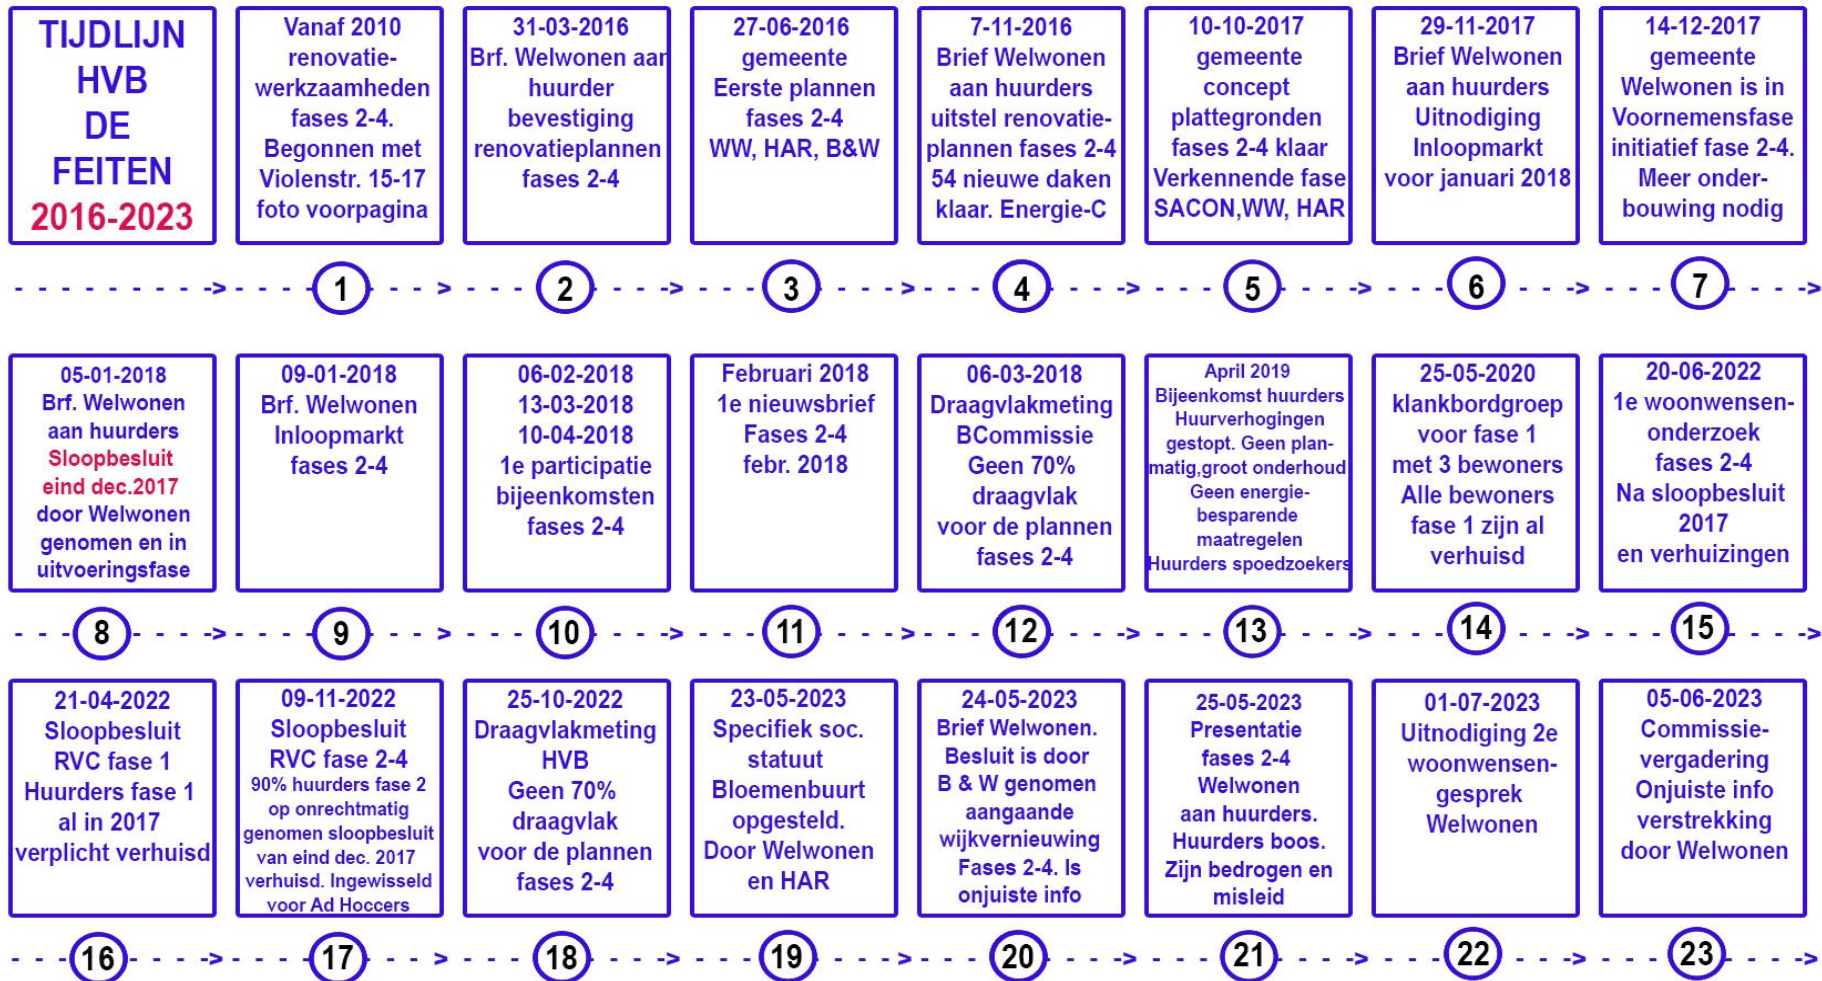 TIJDLIJN
HVB
DE
FEITEN
2016-2023
Vanaf 2010
renovatie-
werkzaamheden
fases 2-4.
Begonnen met
Violenstr. 15-17
foto voorpagina
31-03-2016
Brf. Welwonen aan
huurder
bevestiging
renovatieplannen
fases 2-4
27-06-2016
gemeente
Eerste plannen
fases 2-4
WW, HAR, B&W
7-11-2016
Brief Welwonen
aan huurders
uitstel renovatie-
plannen fases 2-4
54 nieuwe daken
klaar. Energie-C
10-10-2017
gemeente
concept
plattegronden
fases 2-4 klaar
Verkennende fase
SACON,WW, HAR
29-11-2017
Brief Welwonen
aan huurders
Uitnodiging
Inloopmarkt
voor januari 2018
14-12-2017
gemeente
Welwonen is in
Voornemensfase
initiatief fase 2-4.
Meer onder-
bouwing nodig
1
2
3
4
5
6
7
05-01-2018
Brf. Welwonen
aan huurders
Sloopbesluit
eind dec.2017
door Welwonen
genomen en in
uitvoeringsfase
09-01-2018
Brf. Welwonen
Inloopmarkt
fases 2-4
06-02-2018
13-03-2018
10-04-2018
1e participatie
bijeenkomsten
fases 2-4
Februari 2018
1e nieuwsbrief
Fases 2-4
febr. 2018
06-03-2018
Draagvlakmeting
BCommissie
Geen 70%
draagvlak
voor de plannen
fases 2-4
April 2019
Bijeenkomst huurders
Huurverhogingen
gestopt. Geen plan-
matig,groot onderhoud
Geen energie-
besparende
maatregelen
Huurders spoedzoekers
25-05-2020
klankbordgroep
voor fase 1
met 3 bewoners
Alle bewoners
fase 1 zijn al
verhuisd
20-06-2022
1e woonwensen-
onderzoek
fases 2-4
Na sloopbesluit
2017
en verhuizingen
8
9
10
11
12
13
14
15
21-04-2022
Sloopbesluit
RVC fase 1
Huurders fase 1
al in 2017
verplicht verhuisd
09-11-2022
Sloopbesluit
RVC fase 2-4
90% huurders fase 2
op onrechtmatig
genomen sloopbesluit
van eind dec. 2017
verhuisd. Ingewisseld
voor Ad Hoccers
25-10-2022
Draagvlakmeting
HVB
Geen 70%
draagvlak
voor de plannen
fases 2-4
23-05-2023
Specifiek soc.
statuut
Bloemenbuurt
opgesteld.
Door Welwonen
en HAR
24-05-2023
Brief Welwonen.
Besluit is door
B & W genomen
aangaande
wijkvernieuwing
Fases 2-4. Is
onjuiste info
25-05-2023
Presentatie
fases 2-4
Welwonen
aan huurders.
Huurders boos.
Zijn bedrogen en
misleid
01-07-2023
Uitnodiging 2e
woonwensen-
gesprek
Welwonen
05-06-2023
Commissie-
vergadering
Onjuiste info
verstrekking
door Welwonen
16
17
18
19
20
21
22
23